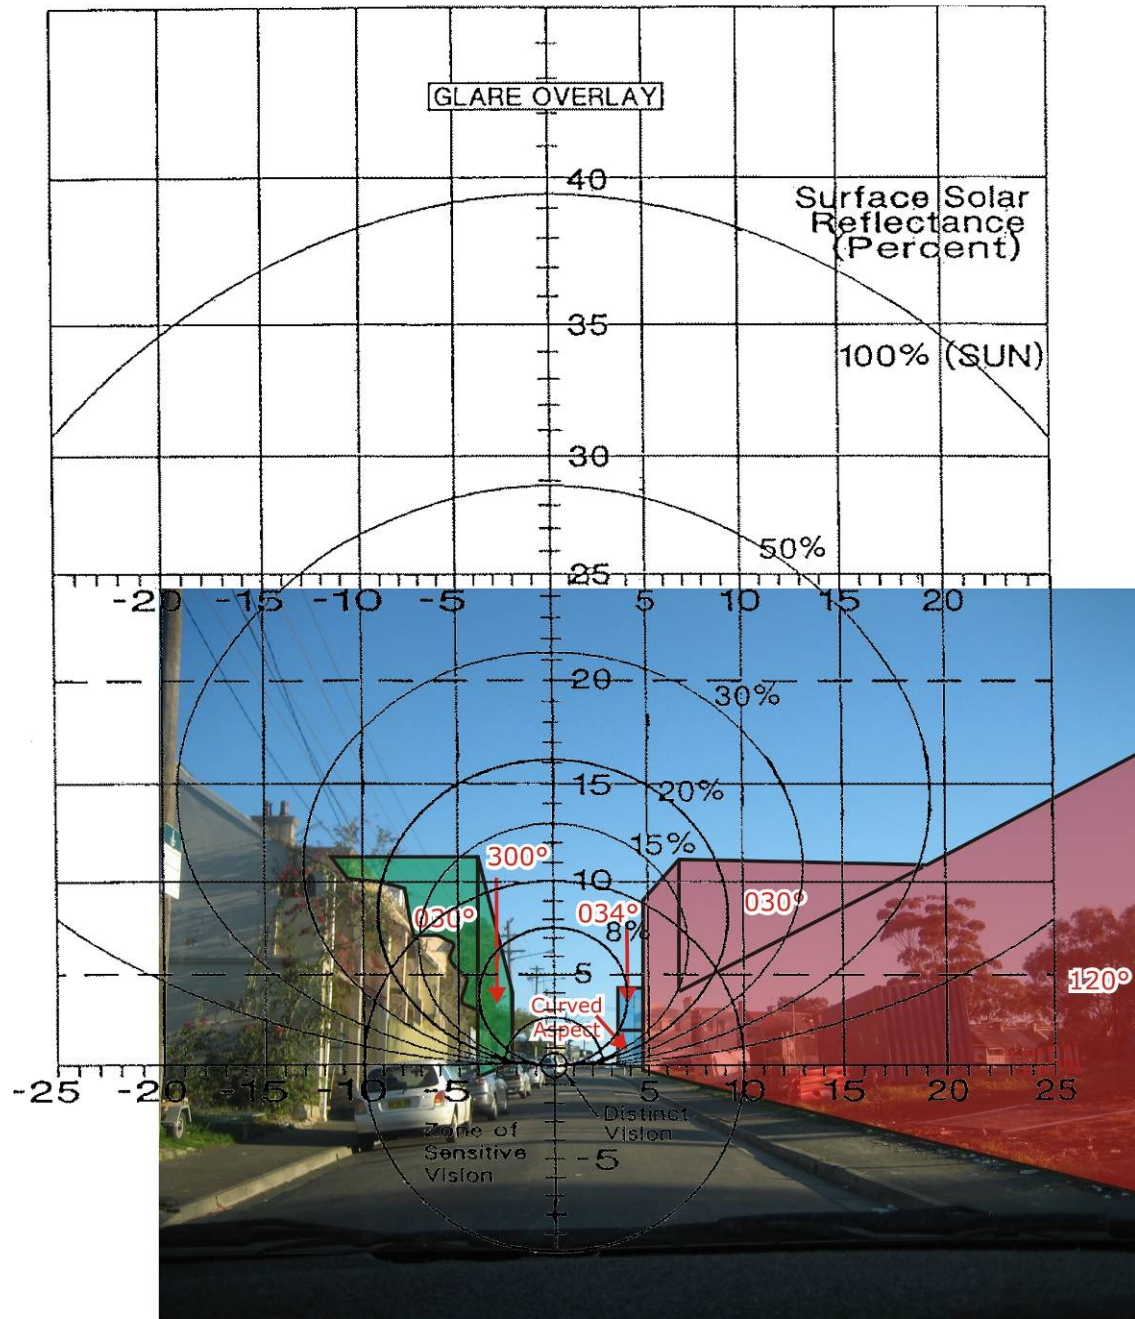 GLARE OVERLAY
40
Surface Solar
Reflectance
(Percent)
35
100% (SUN)
30
50%
25
-20 -15 -10 -5 5 10 15 20
20
30%
15
20%
15%
300°
10
030°
034°
030°
8%
5
120°
Curved
Aspect
-25 -20 -15 -10 -5 5 10 15 20 25
Distinct
Vision
Zone of
Sensitive
Vision
-5